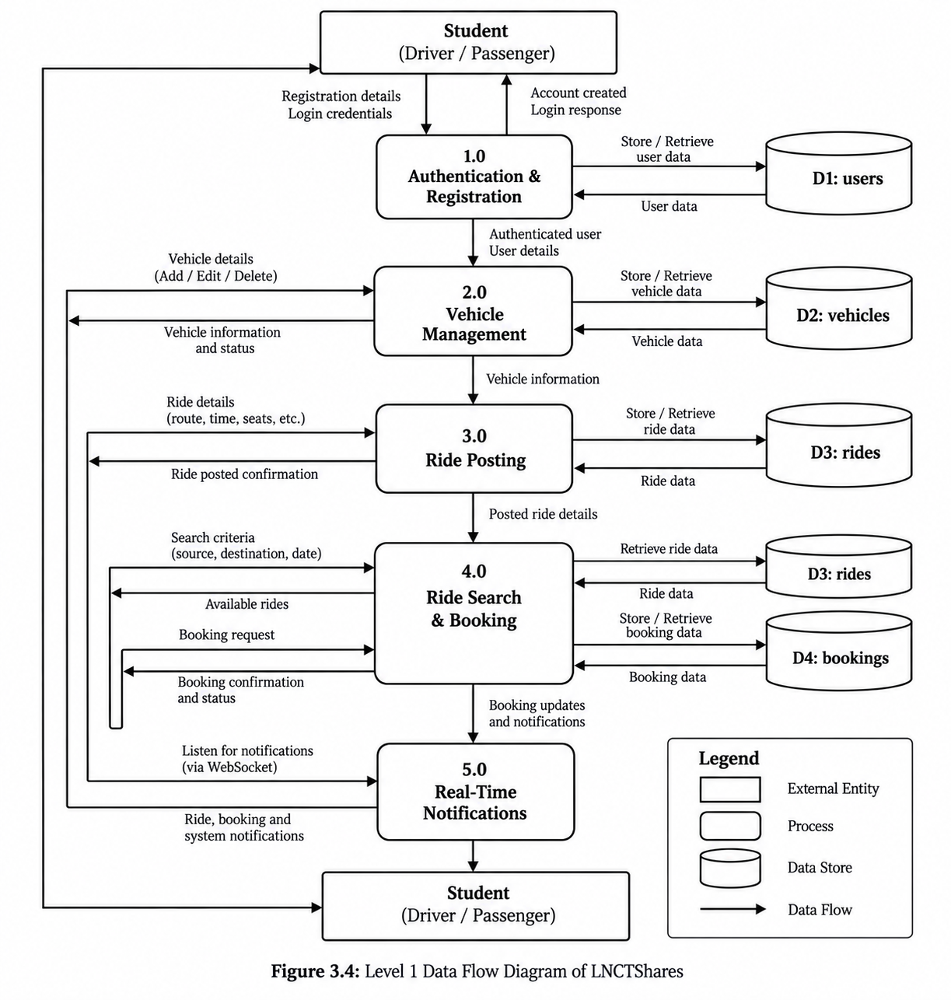 Student
(Driver / Passenger)
Registration details
Login credentials
Account created
Login response
1.0
Authentication &
Registration
Store / Retrieve
user data
User data
D1: users
Authenticated user
User details
Vehicle details
(Add / Edit / Delete)
Vehicle information
and status
2.0
Vehicle
Management
Store / Retrieve
vehicle data
Vehicle data
D2: vehicles
Vehicle information
Ride details
(route, time, seats, etc.)
Ride posted confirmation
3.0
Ride Posting
Store / Retrieve
ride data
Ride data
D3: rides
Posted ride details
Search criteria
(source, destination, date)
Available rides
Booking request
Booking confirmation
and status
4.0
Ride Search
& Booking
Retrieve ride data
Ride data
D3: rides
Store / Retrieve
booking data
Booking data
D4: bookings
Booking updates
and notifications
Listen for notifications
(via WebSocket)
Ride, booking and
system notifications
5.0
Real-Time
Notifications
Student
(Driver / Passenger)
Legend
External Entity
Process
Data Store
Data Flow
Figure 3.4: Level 1 Data Flow Diagram of LNCTShares